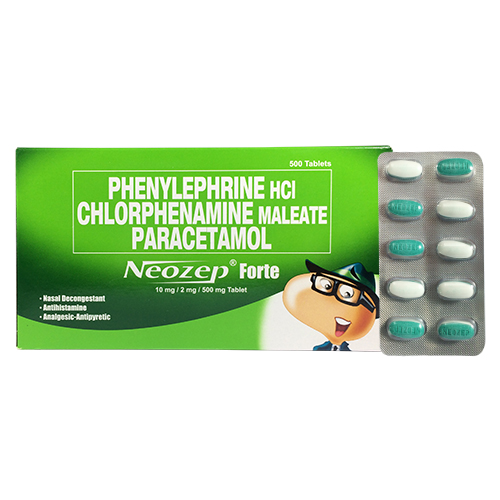 500 Tablets
PHENYLEPHRINE HCl
CHLORPHENAMINE MALEATE
PARACETAMOL
Neozep® Forte
10 mg / 2 mg / 500 mg Tablet
• Nasal Decongestant
• Antihistamine
• Analgesic-Antipyretic
NEOZEP